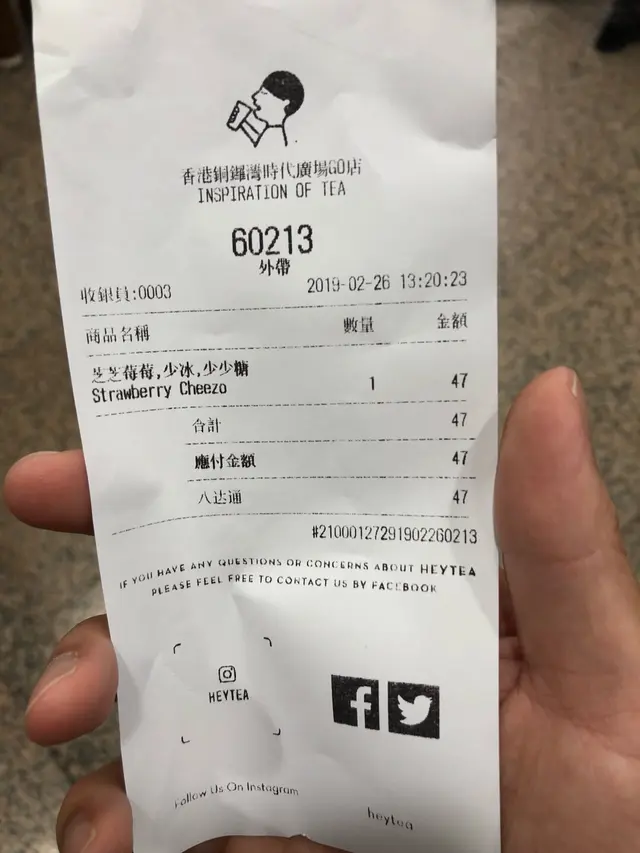 香港銅鑼灣時代廣場GO店
INSPIRATION OF TEA
60213
外帶
收銀員:0003 2019-02-26 13:20:23
商品名稱 數量 金額
芝芝莓莓,少冰,少少糖
Strawberry Cheezo 1 47
合計 47
應付金額 47
八达通 47
#21000127291902260213
IF YOU HAVE ANY QUESTIONS OR CONCERNS ABOUT HEYTEA
PLEASE FEEL FREE TO CONTACT US BY FACEBOOK
HEYTEA
Follow Us On Instagram
heytea